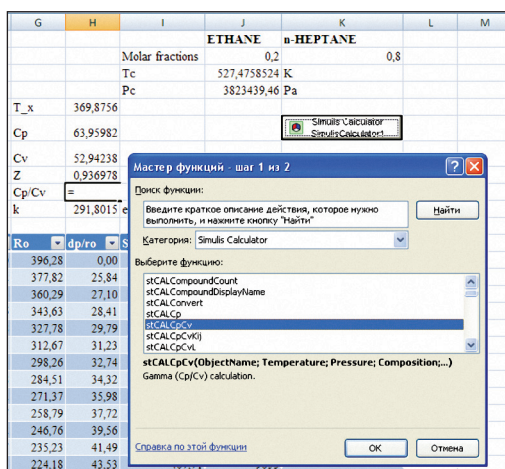 G H I J K L M
ETHANE n-HEPTANE
Molar fractions 0,2 0,8
Tc 527,4758524 K
Pc 3823439,46 Pa
T_x 369,8756
Simulis Calculator
Cp 63,95982 SimulisCalculator1
Cv 52,94238
Z 0,936978
Cp/Cv =
k 291,8015 e
Мастер функций - шаг 1 из 2
Поиск функции:
Введите краткое описание действия, которое нужно
выполнить, и нажмите кнопку "Найти"
Найти
Категория: Simulis Calculator
Выберите функцию:
stCALCompoundCount
stCALCompoundDisplayName
stCALConvert
stCALCp
stCALCpCv
stCALCpCvKij
stCALCpCvL
stCALCpCv(ObjectName; Temperature; Pressure; Composition;...)
Gamma (Cp/Cv) calculation.
Справка по этой функции
OK Отмена
Ro dp/ro S
396,28 0,00
377,82 25,84
360,29 27,10
343,63 28,41
327,78 29,79
312,67 31,23
298,26 32,74
284,51 34,32
271,37 35,98
258,79 37,72
246,76 39,56
235,23 41,49
224,18 43,53